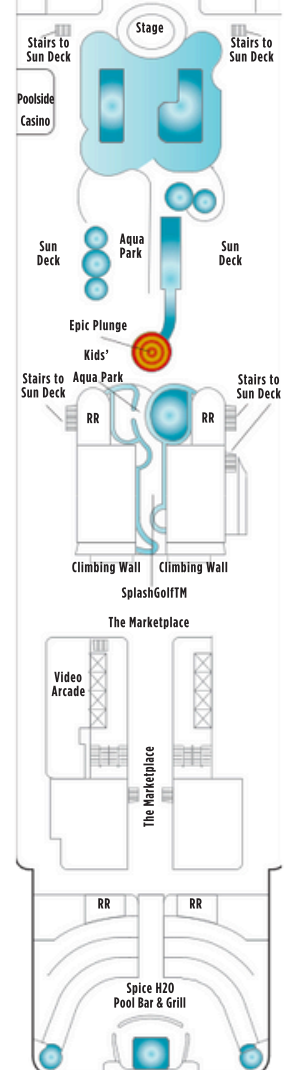 Stage
Stairs to
Sun Deck
Stairs to
Sun Deck
Poolside
Casino
Sun
Deck
Aqua
Park
Sun
Deck
Epic Plunge
Kids'
Aqua Park
Stairs to
Sun Deck
Stairs to
Sun Deck
RR
RR
Climbing Wall
Climbing Wall
SplashGolfTM
The Marketplace
Video
Arcade
The Marketplace
RR
RR
Spice H2O
Pool Bar & Grill